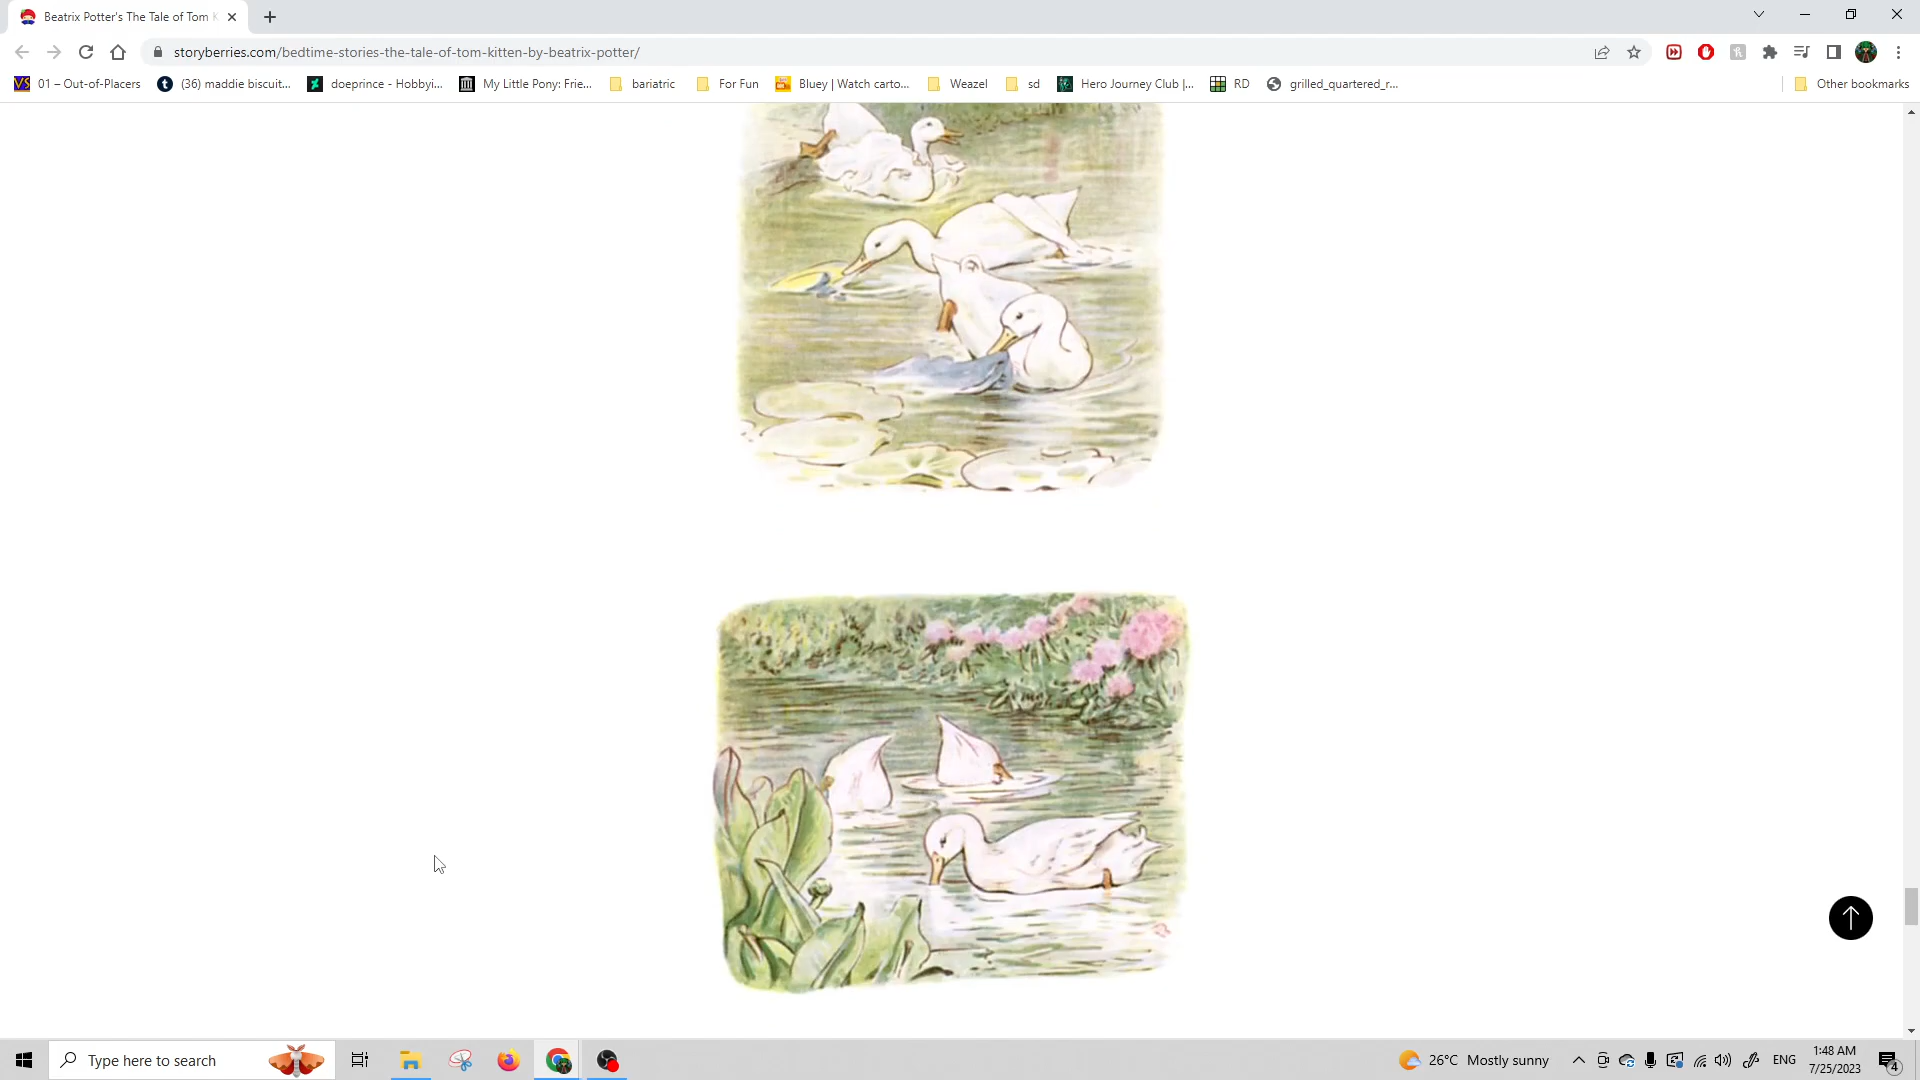 Beatrix Potter's The Tale of Tom K
storyberries.com/bedtime-stories-the-tale-of-tom-kitten-by-beatrix-potter/
01 – Out-of-Placers
(36) maddie biscuit...
doeprince - Hobbyi...
My Little Pony: Frie...
bariatric
For Fun
Bluey | Watch carto...
Weazel
sd
Hero Journey Club |...
RD
grilled_quartered_r...
Other bookmarks
Type here to search
26°C Mostly sunny
ENG
1:48 AM
7/25/2023
4